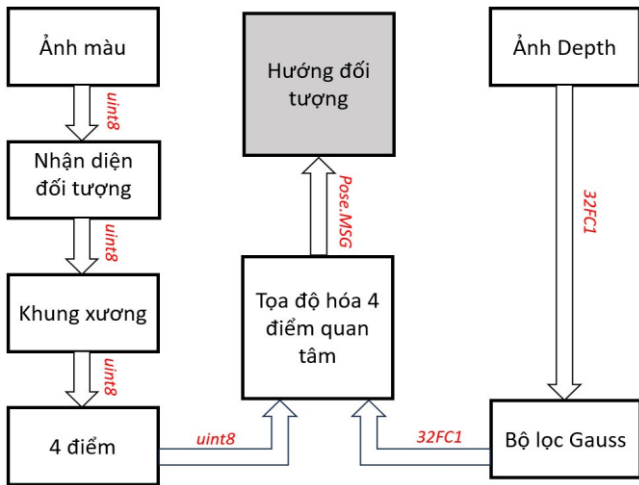 Ảnh màu
uint8
Nhận diện
đối tượng
uint8
Khung xương
uint8
4 điểm
uint8
Hướng đối
tượng
Pose.MSG
Tọa độ hóa 4
điểm quan
tâm
Ảnh Depth
32FC1
Bộ lọc Gauss
32FC1